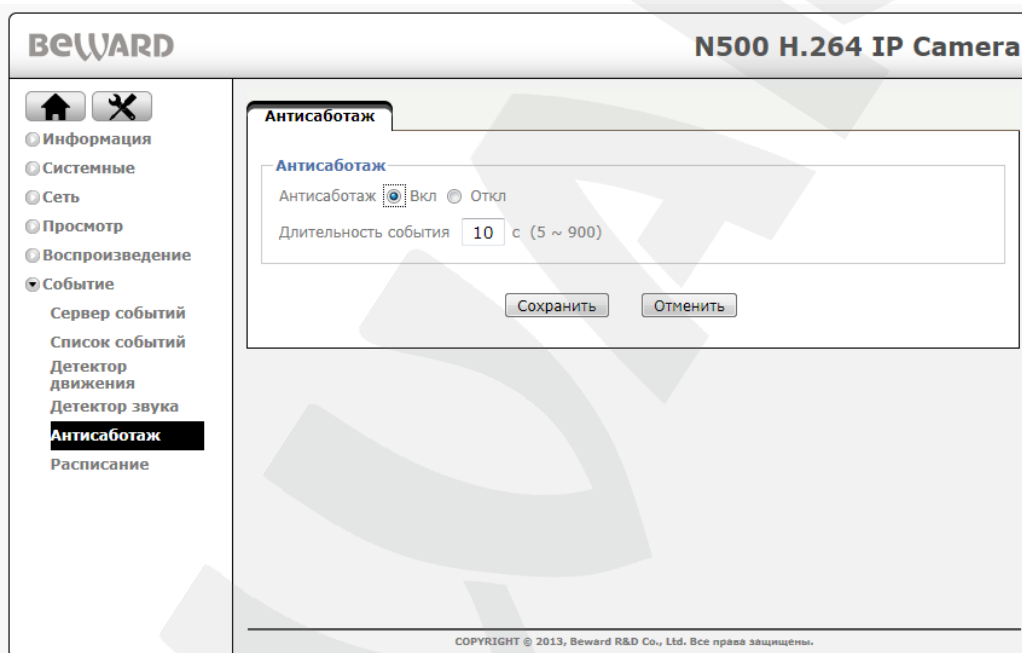 BEWARD
N500 H.264 IP Camera
Информация
Системные
Сеть
Просмотр
Воспроизведение
Событие
Сервер событий
Список событий
Детектор
движения
Детектор звука
Антисаботаж
Расписание
Антисаботаж
Антисаботаж
Антисаботаж Вкл Откл
Длительность события 10 с (5 ~ 900)
Сохранить Отменить
COPYRIGHT © 2013, Beward R&D Co., Ltd. Все права защищены.